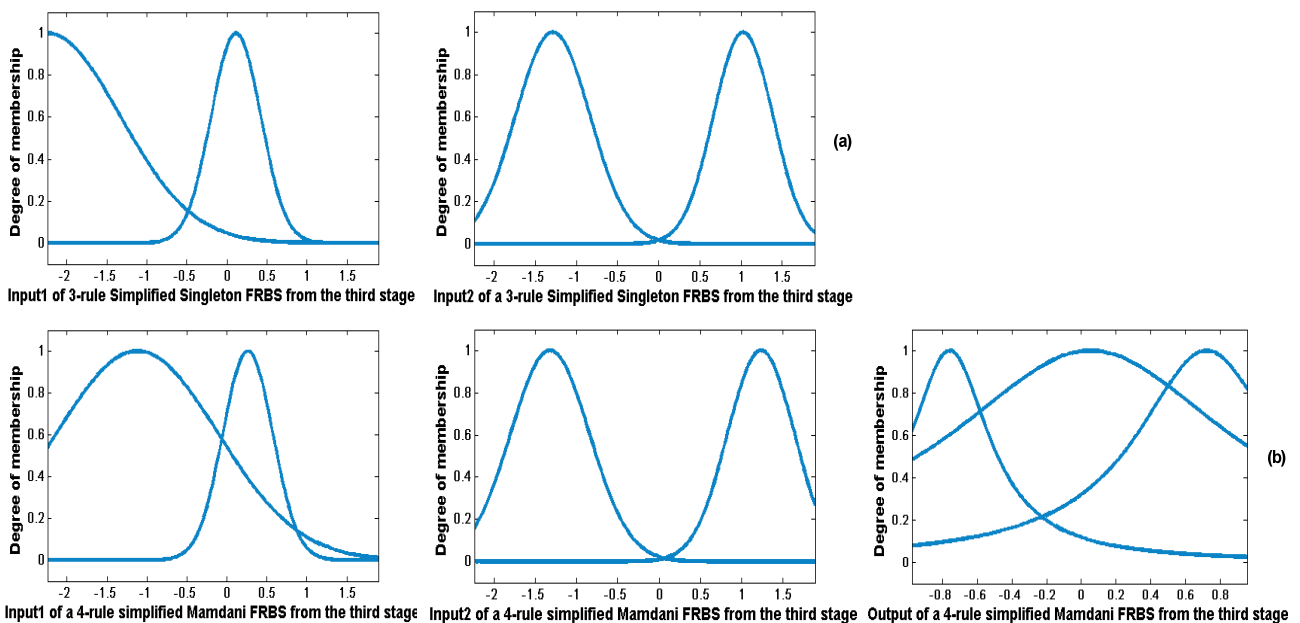 Degree of membership
1
0.8
0.6
0.4
0.2
0
-2 -1.5 -1 -0.5 0 0.5 1 1.5
Input1 of 3-rule Simplified Singleton FRBS from the third stage
1
0.8
0.6
0.4
0.2
0
Degree of membership
-2 -1.5 -1 -0.5 0 0.5 1 1.5
Input2 of a 3-rule Simplified Singleton FRBS from the third stage
(a)
Degree of membership
1
0.8
0.6
0.4
0.2
0
-2 -1.5 -1 -0.5 0 0.5 1 1.5
Input1 of a 4-rule simplified Mamdani FRBS from the third stage
Degree of membership
1
0.8
0.6
0.4
0.2
0
-2 -1.5 -1 -0.5 0 0.5 1 1.5
Input2 of a 4-rule simplified Mamdani FRBS from the third stage
Degree of membership
1
0.8
0.6
0.4
0.2
0
-0.8 -0.6 -0.4 -0.2 0 0.2 0.4 0.6 0.8
Output of a 4-rule simplified Mamdani FRBS from the third stage
(b)